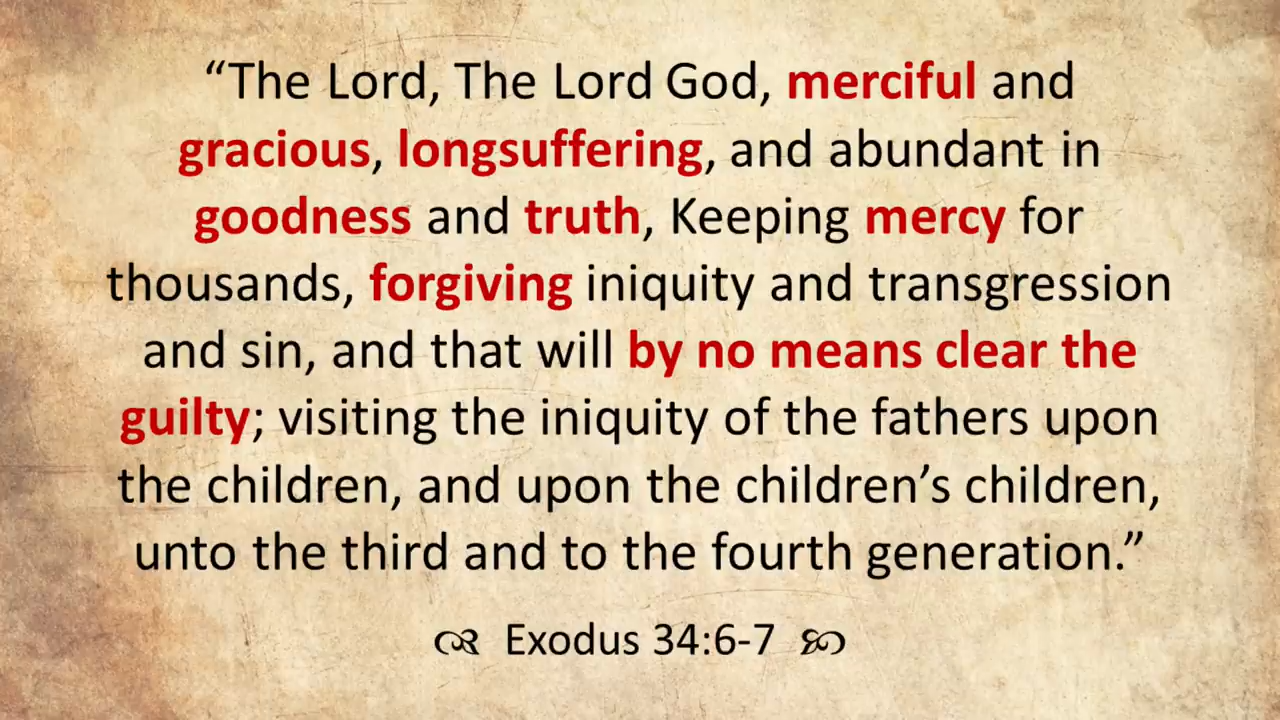 “The Lord, The Lord God, merciful and
gracious, longsuffering, and abundant in
goodness and truth, Keeping mercy for
thousands, forgiving iniquity and transgression
and sin, and that will by no means clear the
guilty; visiting the iniquity of the fathers upon
the children, and upon the children’s children,
unto the third and to the fourth generation.”
Exodus 34:6-7